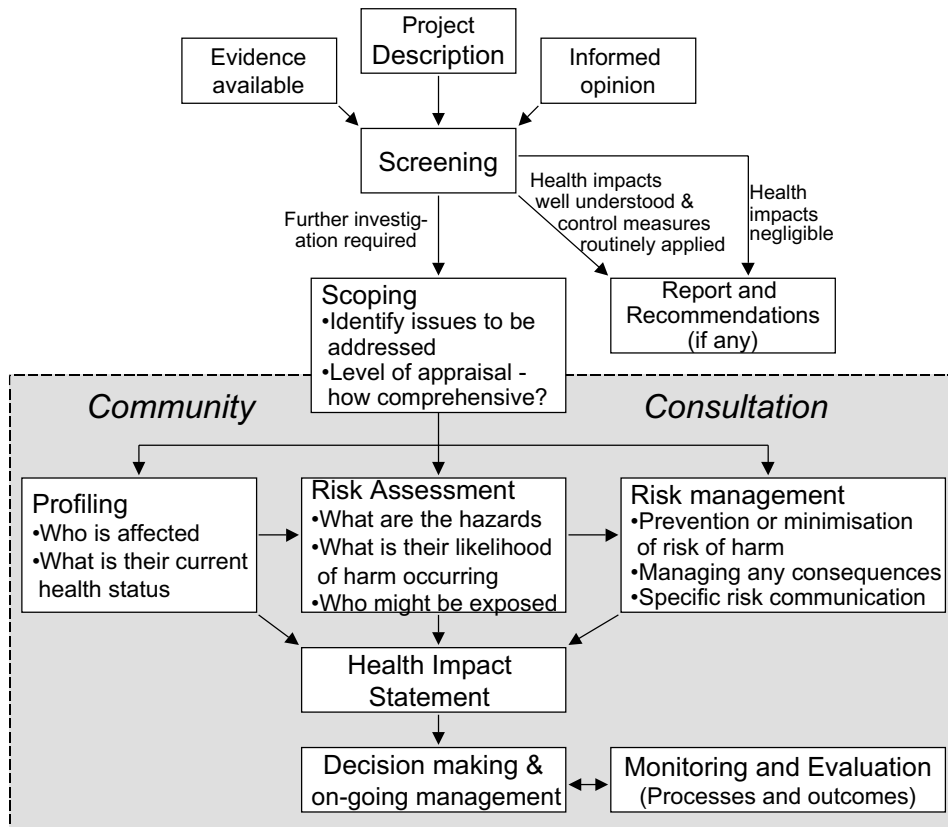 Project
Description
Evidence
available
Informed
opinion
Screening
Further investig-
ation required
Health impacts
well understood &
control measures
routinely applied
Health
impacts
negligible
Scoping
•Identify issues to be
addressed
•Level of appraisal -
how comprehensive?
Report and
Recommendations
(if any)
Community
Consultation
Profiling
•Who is affected
•What is their current
health status
Risk Assessment
•What are the hazards
•What is their likelihood
of harm occurring
•Who might be exposed
Risk management
•Prevention or minimisation
of risk of harm
•Managing any consequences
•Specific risk communication
Health Impact
Statement
Decision making &
on-going management
Monitoring and Evaluation
(Processes and outcomes)